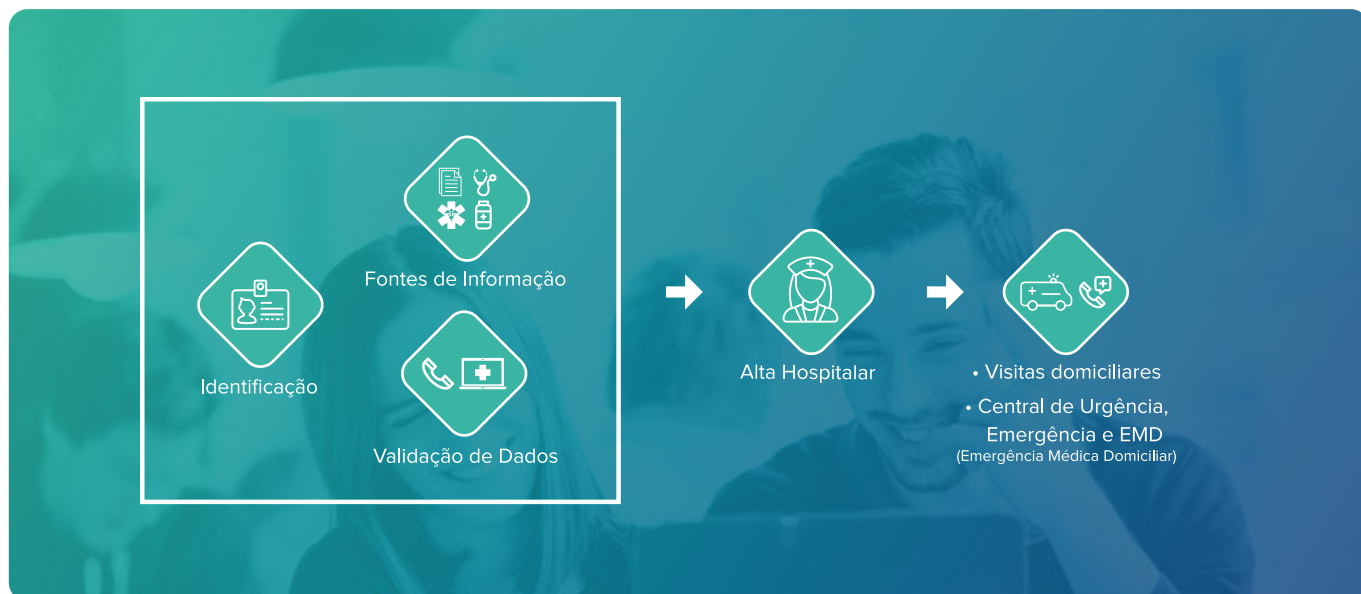 Fontes de Informação
Identificação
Validação de Dados
Alta Hospitalar
• Visitas domiciliares
• Central de Urgência,
Emergência e EMD
(Emergência Médica Domiciliar)